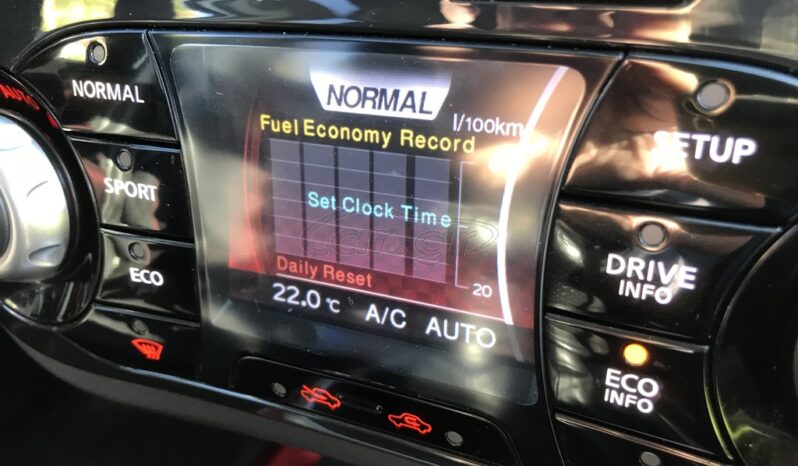 AUTO
NORMAL
SPORT
ECO
NORMAL
l/100km
Fuel Economy Record
Set Clock Time
Daily Reset
20
22.0°C A/C AUTO
SETUP
DRIVE
INFO
ECO
INFO